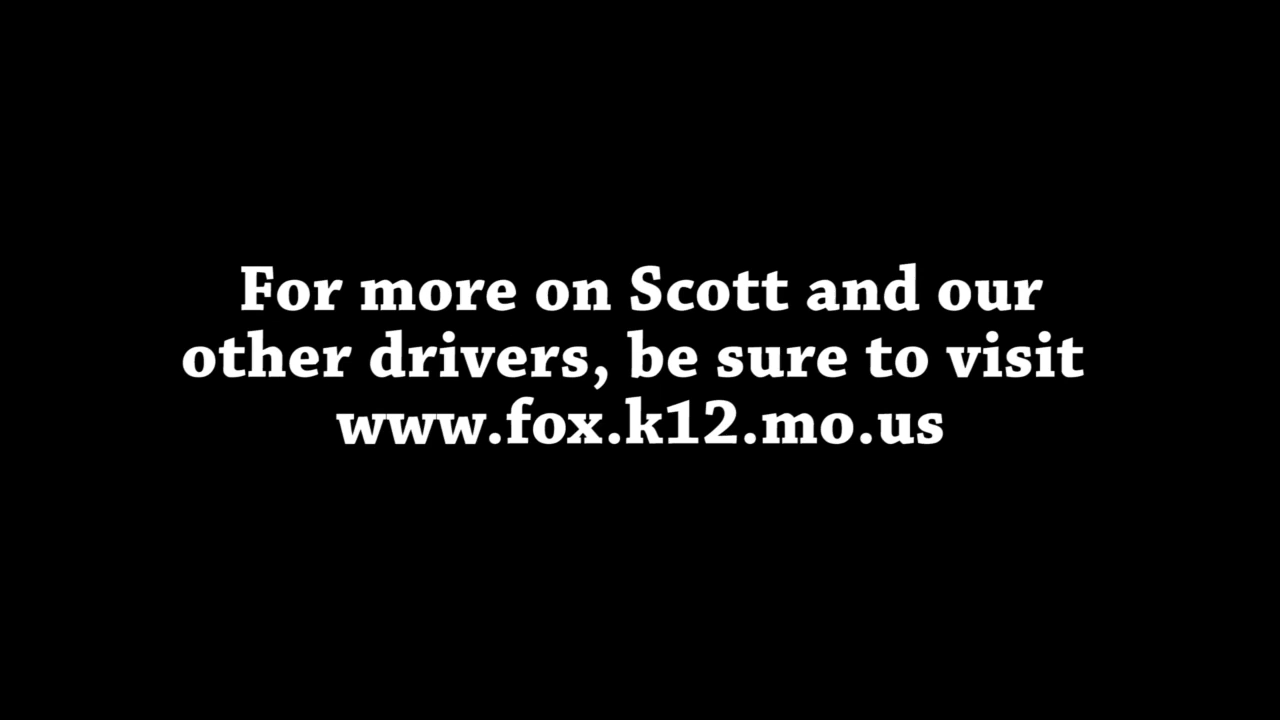 For more on Scott and our
other drivers, be sure to visit
www.fox.k12.mo.us